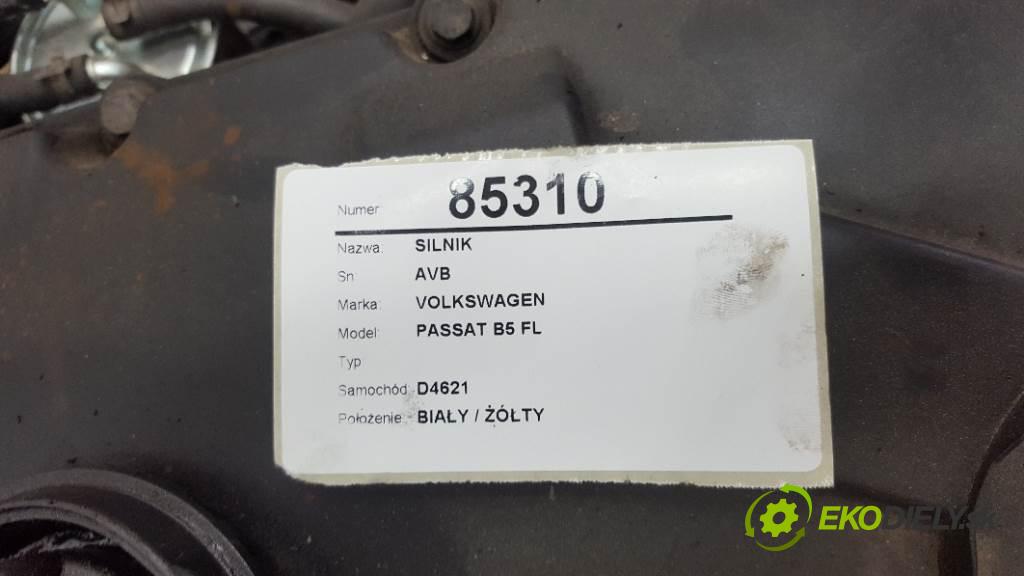 Numer: 85310
Nazwa: SILNIK
Sn AVB
Marka: VOLKSWAGEN
Model: PASSAT B5 FL
Typ
Samochód: D4621
Położenie: BIAŁY / ŻÓŁTY
EKODIELY.SK